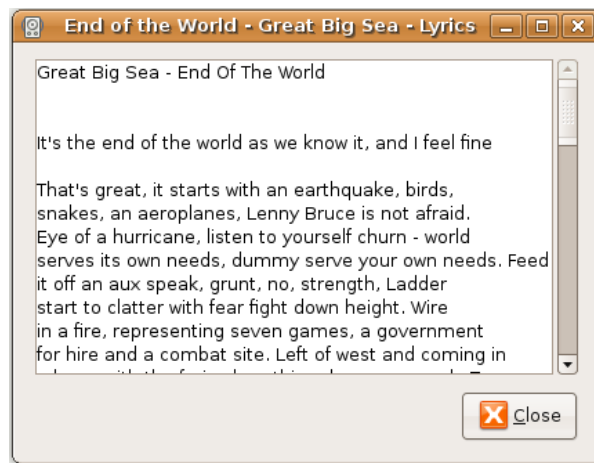 End of the World - Great Big Sea - Lyrics
Great Big Sea - End Of The World
It's the end of the world as we know it, and I feel fine
That's great, it starts with an earthquake, birds,
snakes, an aeroplanes, Lenny Bruce is not afraid.
Eye of a hurricane, listen to yourself churn - world
serves its own needs, dummy serve your own needs. Feed
it off an aux speak, grunt, no, strength, Ladder
start to clatter with fear fight down height. Wire
in a fire, representing seven games, a government
for hire and a combat site. Left of west and coming in
Close